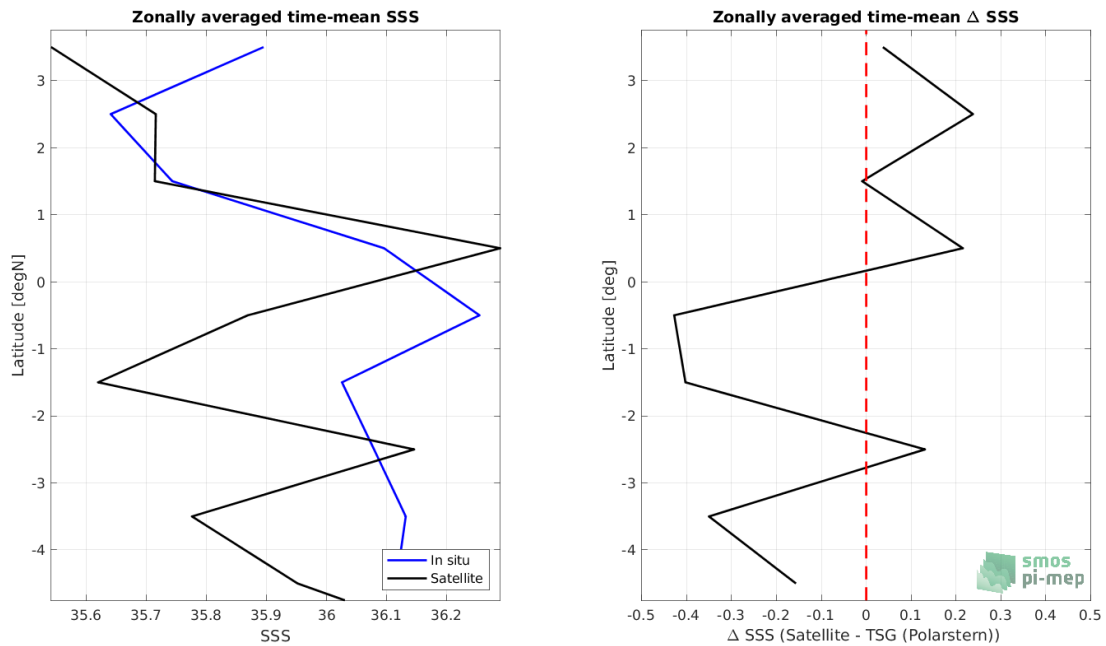 Zonally averaged time-mean SSS
3
2
1
0
-1
-2
-3
-4
Latitude [degN]
35.6 35.7 35.8 35.9 36 36.1 36.2
SSS
In situ
Satellite
Zonally averaged time-mean Δ SSS
3
2
1
0
-1
-2
-3
-4
Latitude [deg]
-0.5 -0.4 -0.3 -0.2 -0.1 0 0.1 0.2 0.3 0.4 0.5
Δ SSS (Satellite - TSG (Polarstern))
smos
pi-mep